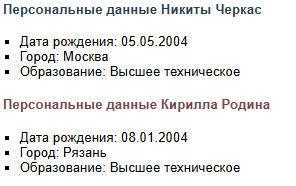 Персональные данные Никиты Черкас
Дата рождения: 05.05.2004
Город: Москва
Образование: Высшее техническое
Персональные данные Кирилла Родина
Дата рождения: 08.01.2004
Город: Рязань
Образование: Высшее техническое